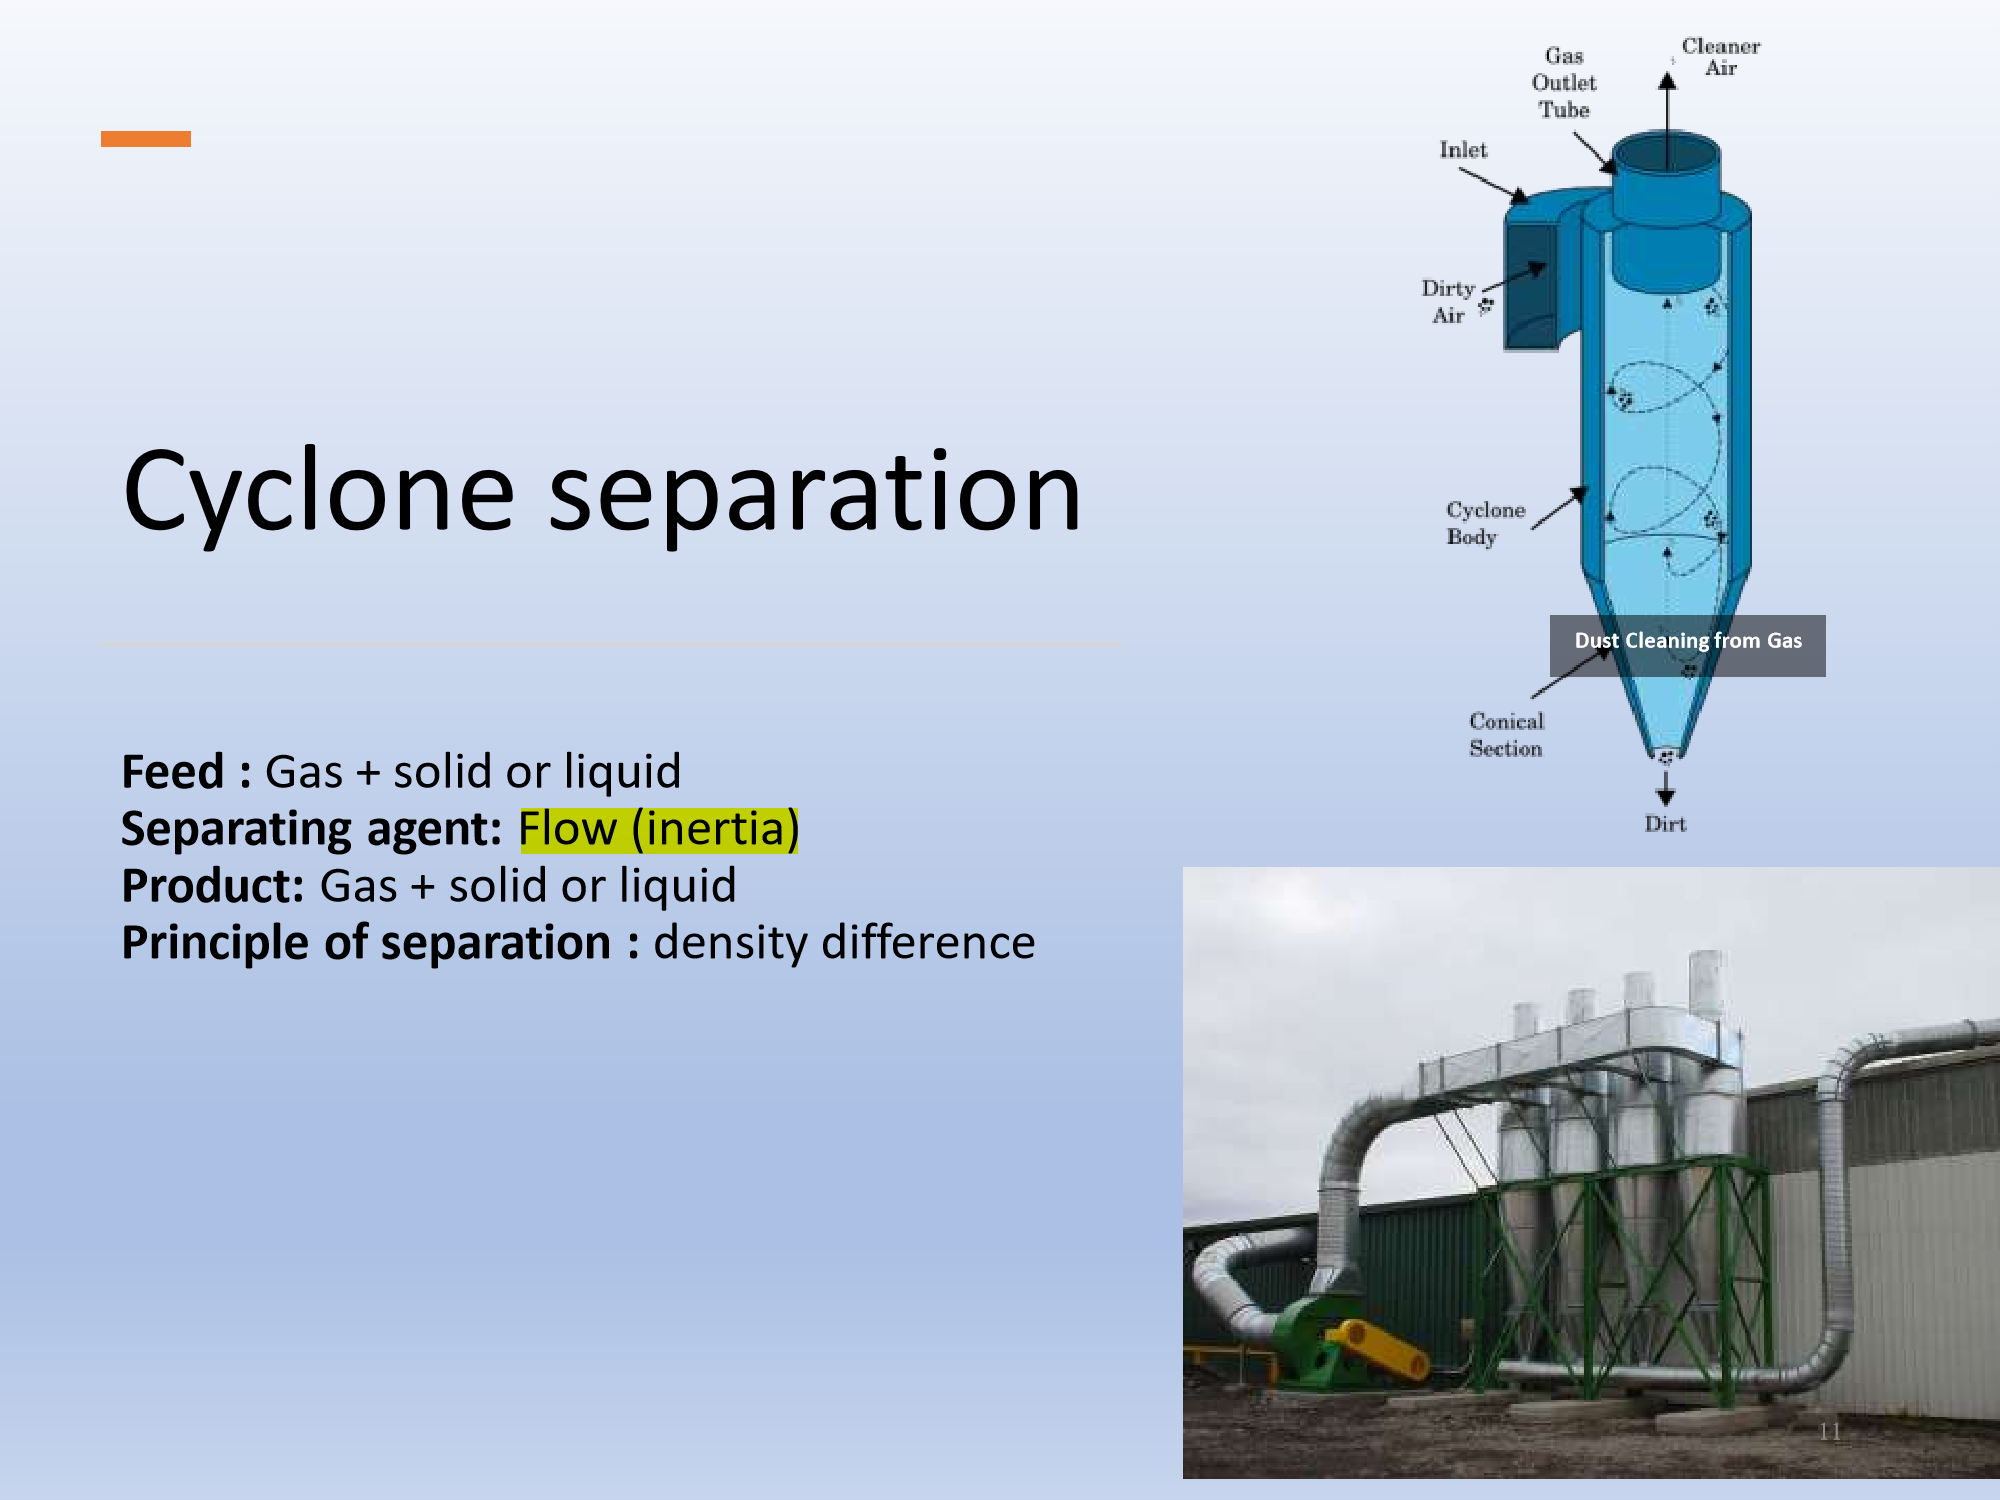 Cyclone separation
Feed : Gas + solid or liquid
Separating agent: Flow (inertia)
Product: Gas + solid or liquid
Principle of separation : density difference
Gas
Outlet
Tube
Cleaner
Air
Inlet
Dirty
Air
Cyclone
Body
Dust Cleaning from Gas
Conical
Section
Dirt
11